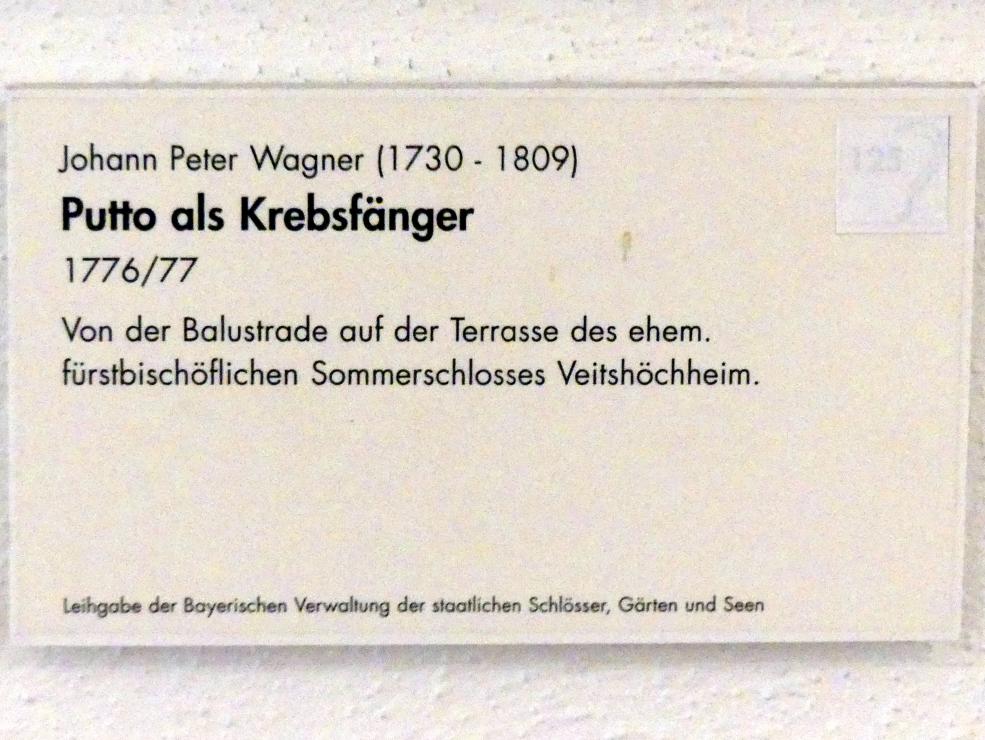 Johann Peter Wagner (1730 - 1809)
Putto als Krebsfänger
1776/77
Von der Balustrade auf der Terrasse des ehem.
fürstbischöflichen Sommerschlosses Veitshöchheim.
Leihgabe der Bayerischen Verwaltung der staatlichen Schlösser, Gärten und Seen
125